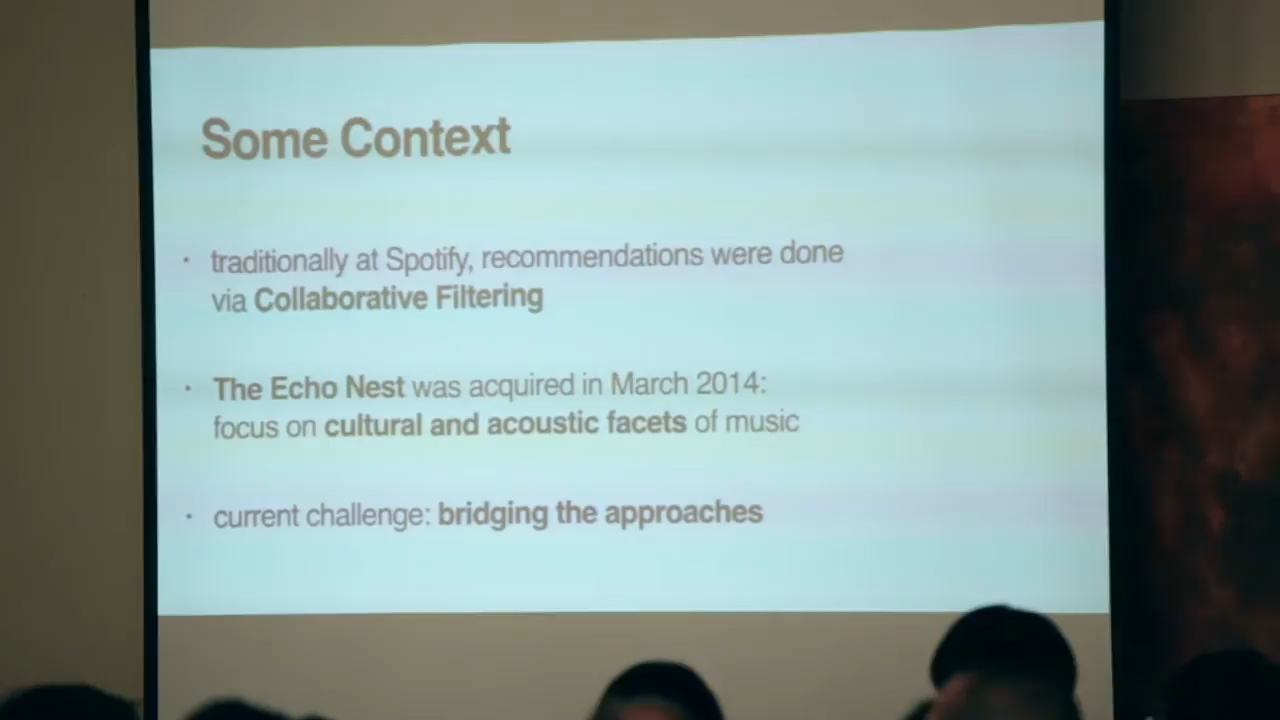 Some Context
· traditionally at Spotify, recommendations were done
via Collaborative Filtering
· The Echo Nest was acquired in March 2014:
focus on cultural and acoustic facets of music
· current challenge: bridging the approaches